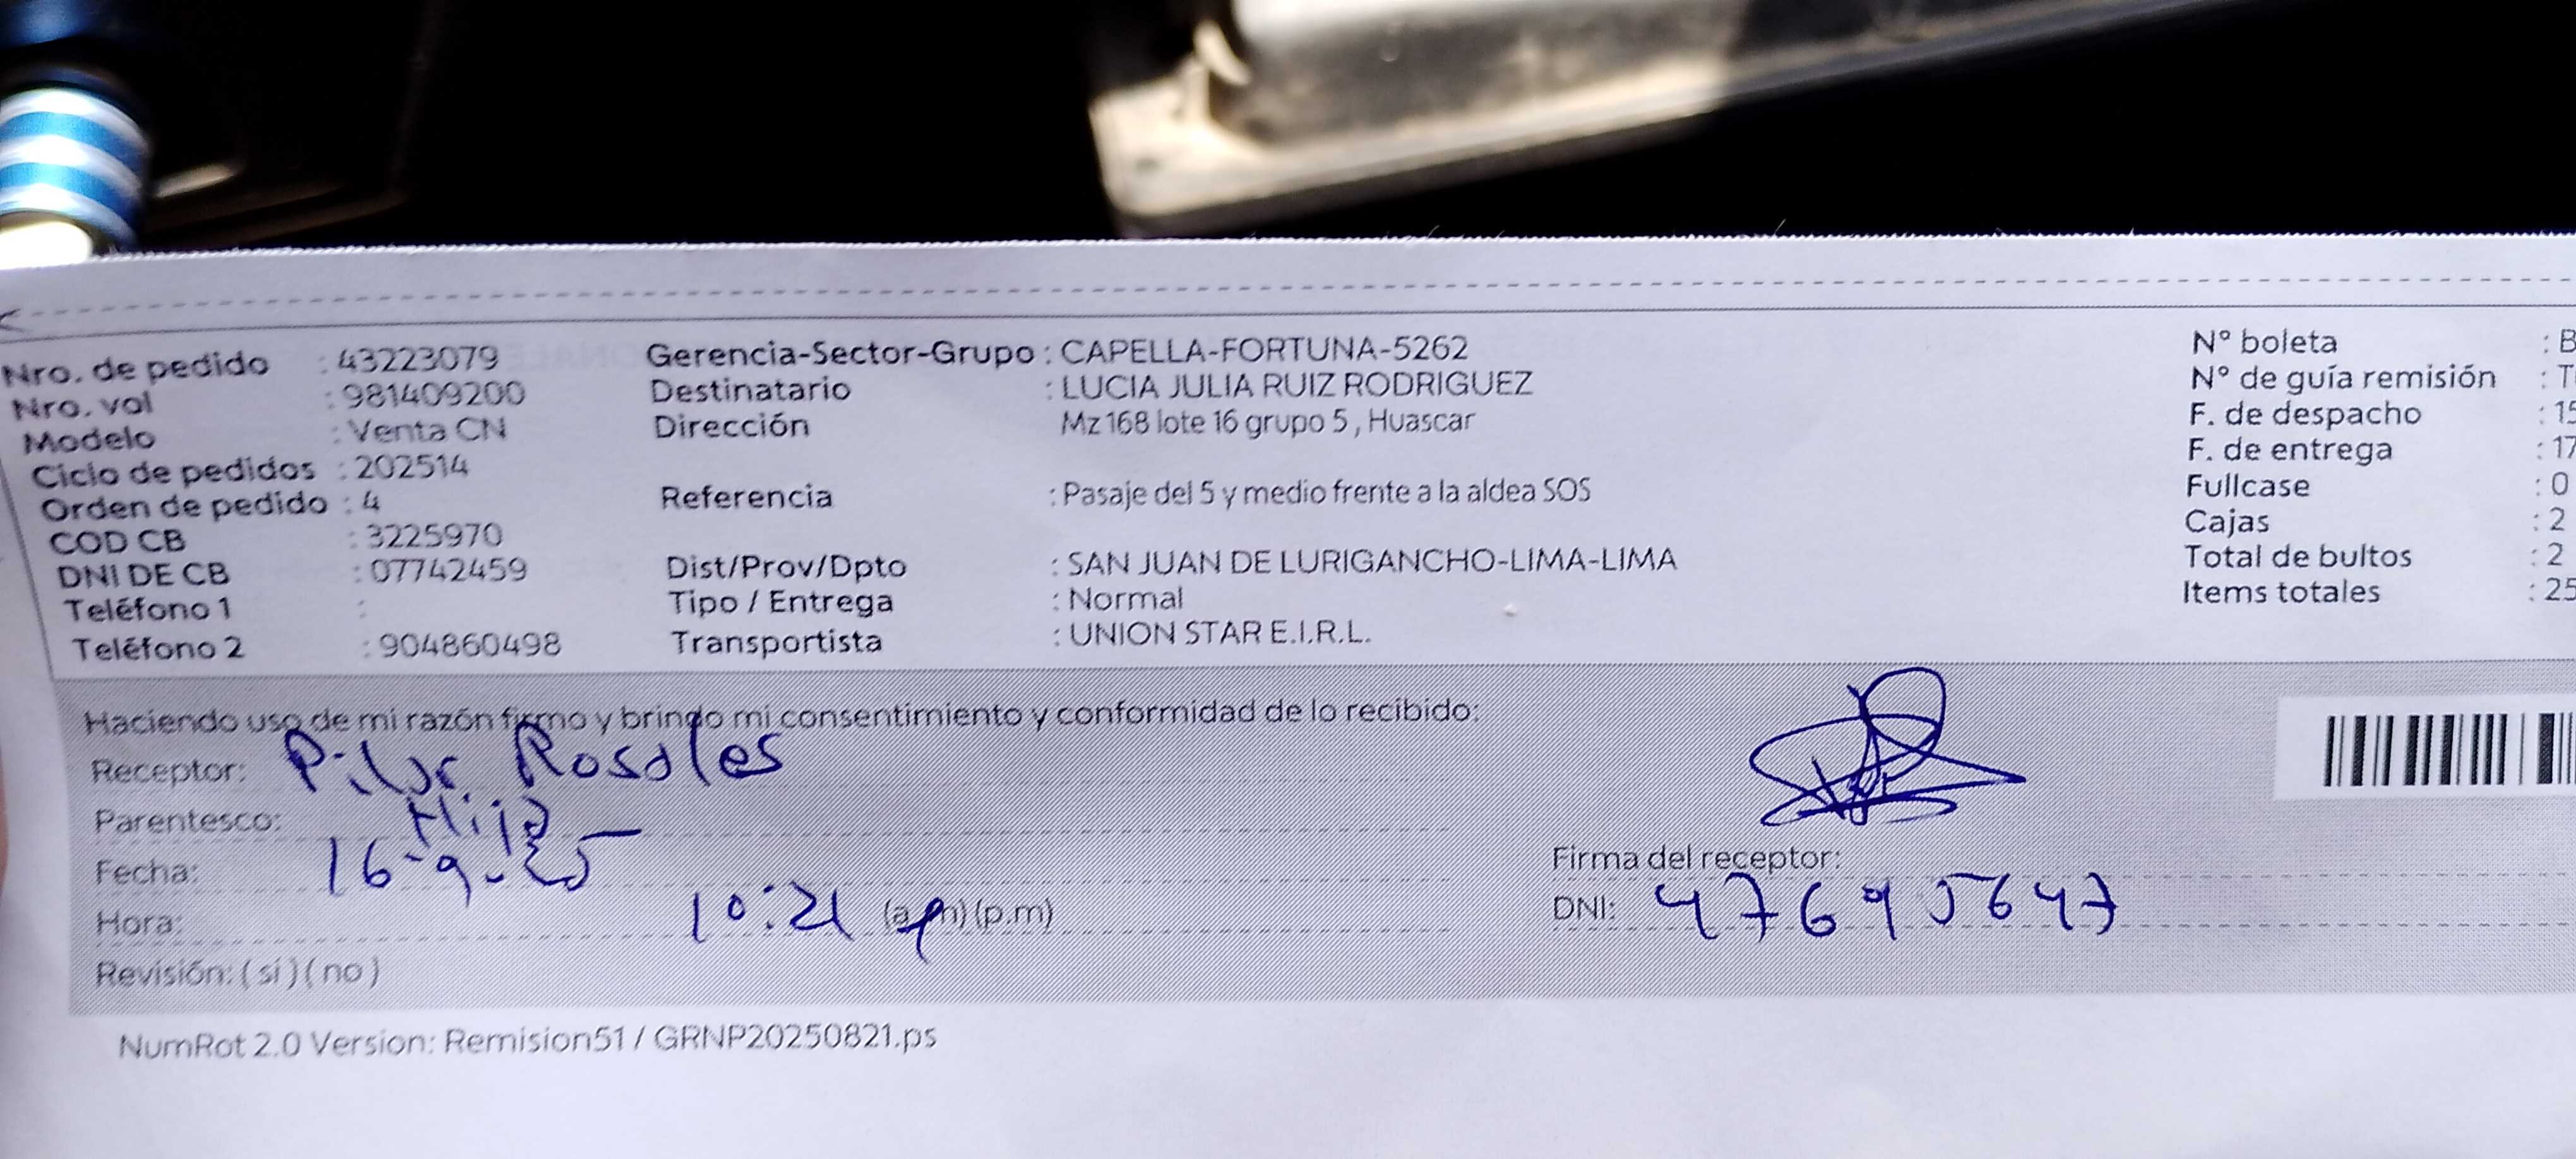 Nro. de pedido : 43223079 Gerencia-Sector-Grupo : CAPELLA-FORTUNA-5262 N° boleta : B
Nro. vol : 981409200 Destinatario : LUCIA JULIA RUIZ RODRIGUEZ N° de guía remisión : T
Modelo : Venta CN Dirección Mz 168 lote 16 grupo 5 , Huascar F. de despacho : 15
Ciclo de pedidos : 202514 F. de entrega : 17
Orden de pedido : 4 Referencia : Pasaje del 5 y medio frente a la aldea SOS Fullcase : 0
COD CB : 3225970 Cajas : 2
DNI DE CB : 07742459 Dist/Prov/Dpto : SAN JUAN DE LURIGANCHO-LIMA-LIMA Total de bultos : 2
Teléfono 1 : Tipo / Entrega : Normal Items totales : 25
Teléfono 2 : 904860498 Transportista : UNION STAR E.I.R.L.
Haciendo uso de mi razón firmo y brindo mi consentimiento y conformidad de lo recibido:
Receptor: Pilar Rosales
Parentesco: Hija
Fecha: 16-9-25 Firma del receptor:
Hora: 10:21 (a.m) (p.m) DNI: 476905647
Revisión: ( si ) ( no )
NumRot 2.0 Version: Remision51 / GRNP20250821.ps